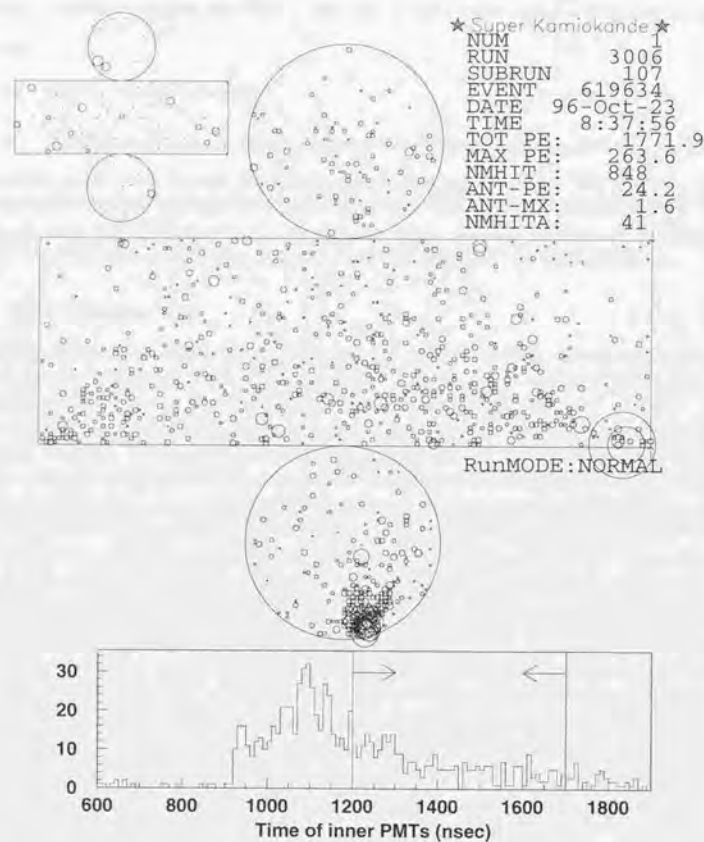 ★ Super Kamiokande ★
NUM 1
RUN 3006
SUBRUN 107
EVENT 619634
DATE 96-Oct-23
TIME 8:37:56
TOT PE: 1771.9
MAX PE: 263.6
NMHIT : 848
ANT-PE: 24.2
ANT-MX: 1.6
NMHITA: 41
RunMODE:NORMAL
30
20
10
0
600 800 1000 1200 1400 1600 1800
Time of inner PMTs (nsec)